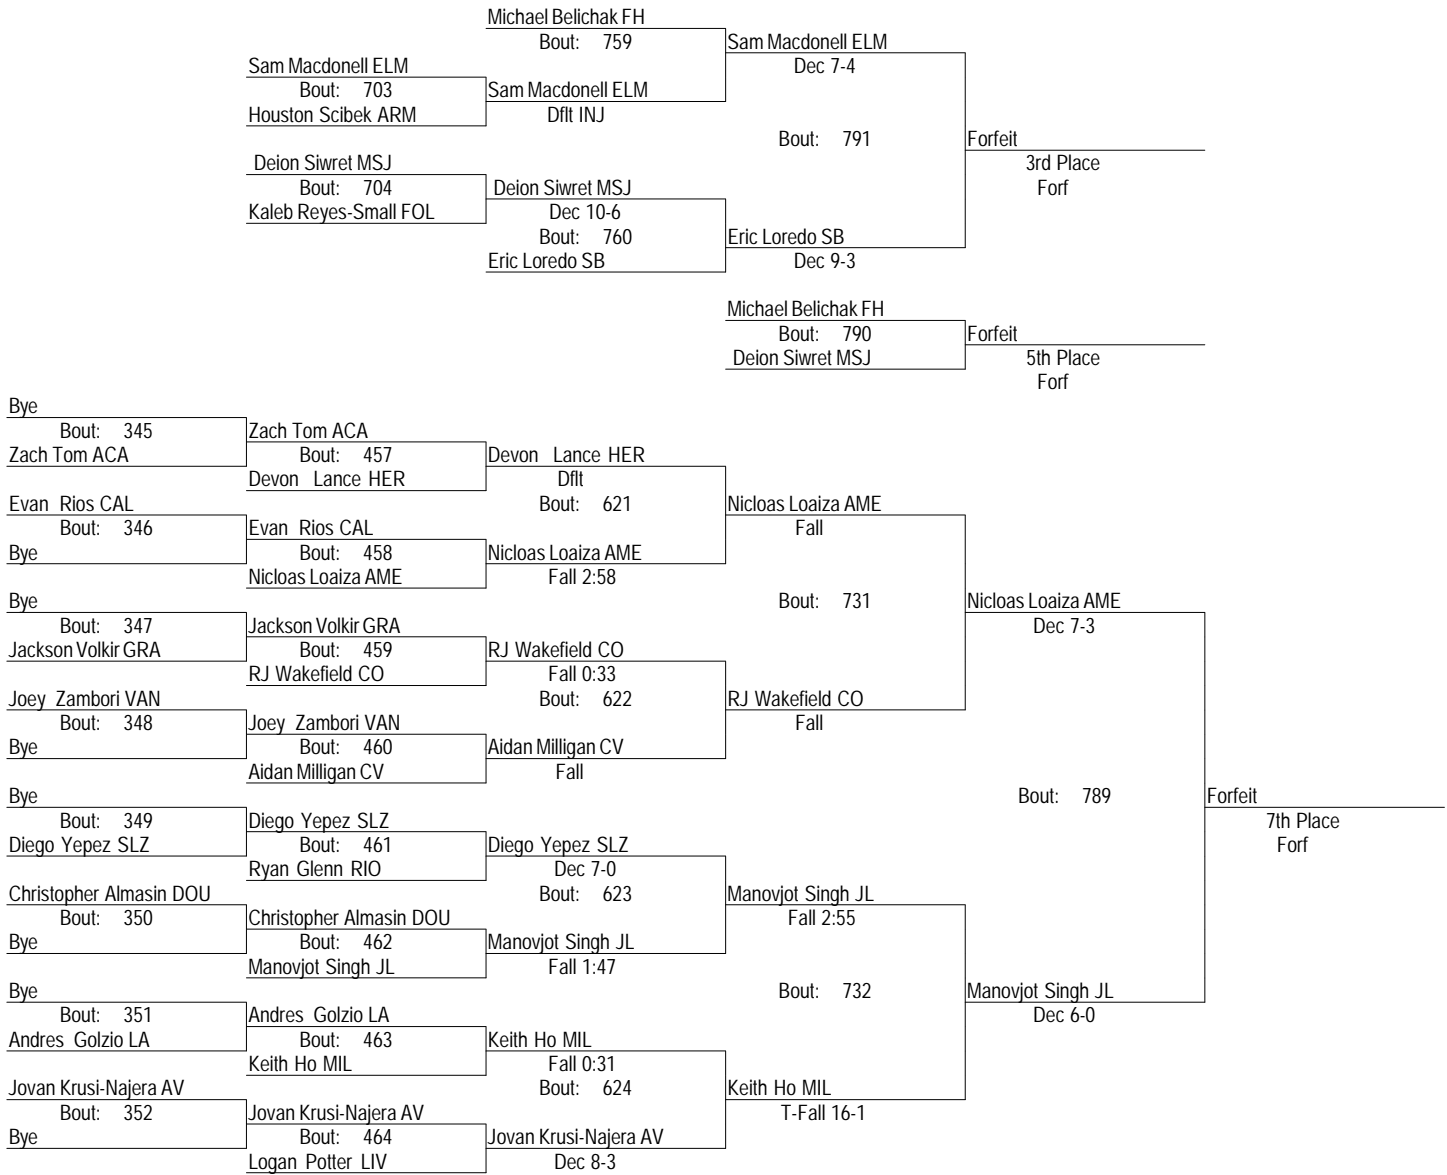 Michael Belichak FH
Bout: 759
Sam Macdonell ELM
Dec 7-4
Sam Macdonell ELM
Bout: 703
Sam Macdonell ELM
Houston Scibek ARM
Dflt INJ
Bout: 791
Forfeit
3rd Place
Forf
Deion Siwret MSJ
Bout: 704
Deion Siwret MSJ
Kaleb Reyes-Small FOL
Dec 10-6
Bout: 760
Eric Loredo SB
Eric Loredo SB
Dec 9-3
Michael Belichak FH
Bout: 790
Forfeit
Deion Siwret MSJ
5th Place
Forf
Bye
Bout: 345
Zach Tom ACA
Zach Tom ACA
Bout: 457
Devon Lance HER
Devon Lance HER
Dflt
Evan Rios CAL
Bout: 621
Nicloas Loaiza AME
Bout: 346
Evan Rios CAL
Fall
Bye
Bout: 458
Nicloas Loaiza AME
Nicloas Loaiza AME
Fall 2:58
Bye
Bout: 731
Nicloas Loaiza AME
Bout: 347
Jackson Volkir GRA
Dec 7-3
Jackson Volkir GRA
Bout: 459
RJ Wakefield CO
RJ Wakefield CO
Fall 0:33
Joey Zambori VAN
Bout: 622
RJ Wakefield CO
Bout: 348
Joey Zambori VAN
Fall
Bye
Bout: 460
Aidan Milligan CV
Aidan Milligan CV
Fall
Bye
Bout: 789
Forfeit
Bout: 349
Diego Yepez SLZ
7th Place
Diego Yepez SLZ
Bout: 461
Diego Yepez SLZ
Forf
Ryan Glenn RIO
Dec 7-0
Christopher Almasin DOU
Bout: 623
Manovjot Singh JL
Bout: 350
Christopher Almasin DOU
Fall 2:55
Bye
Bout: 462
Manovjot Singh JL
Manovjot Singh JL
Fall 1:47
Bye
Bout: 732
Manovjot Singh JL
Bout: 351
Andres Golzio LA
Dec 6-0
Andres Golzio LA
Bout: 463
Keith Ho MIL
Keith Ho MIL
Fall 0:31
Jovan Krusi-Najera AV
Bout: 624
Keith Ho MIL
Bout: 352
Jovan Krusi-Najera AV
T-Fall 16-1
Bye
Bout: 464
Jovan Krusi-Najera AV
Logan Potter LIV
Dec 8-3